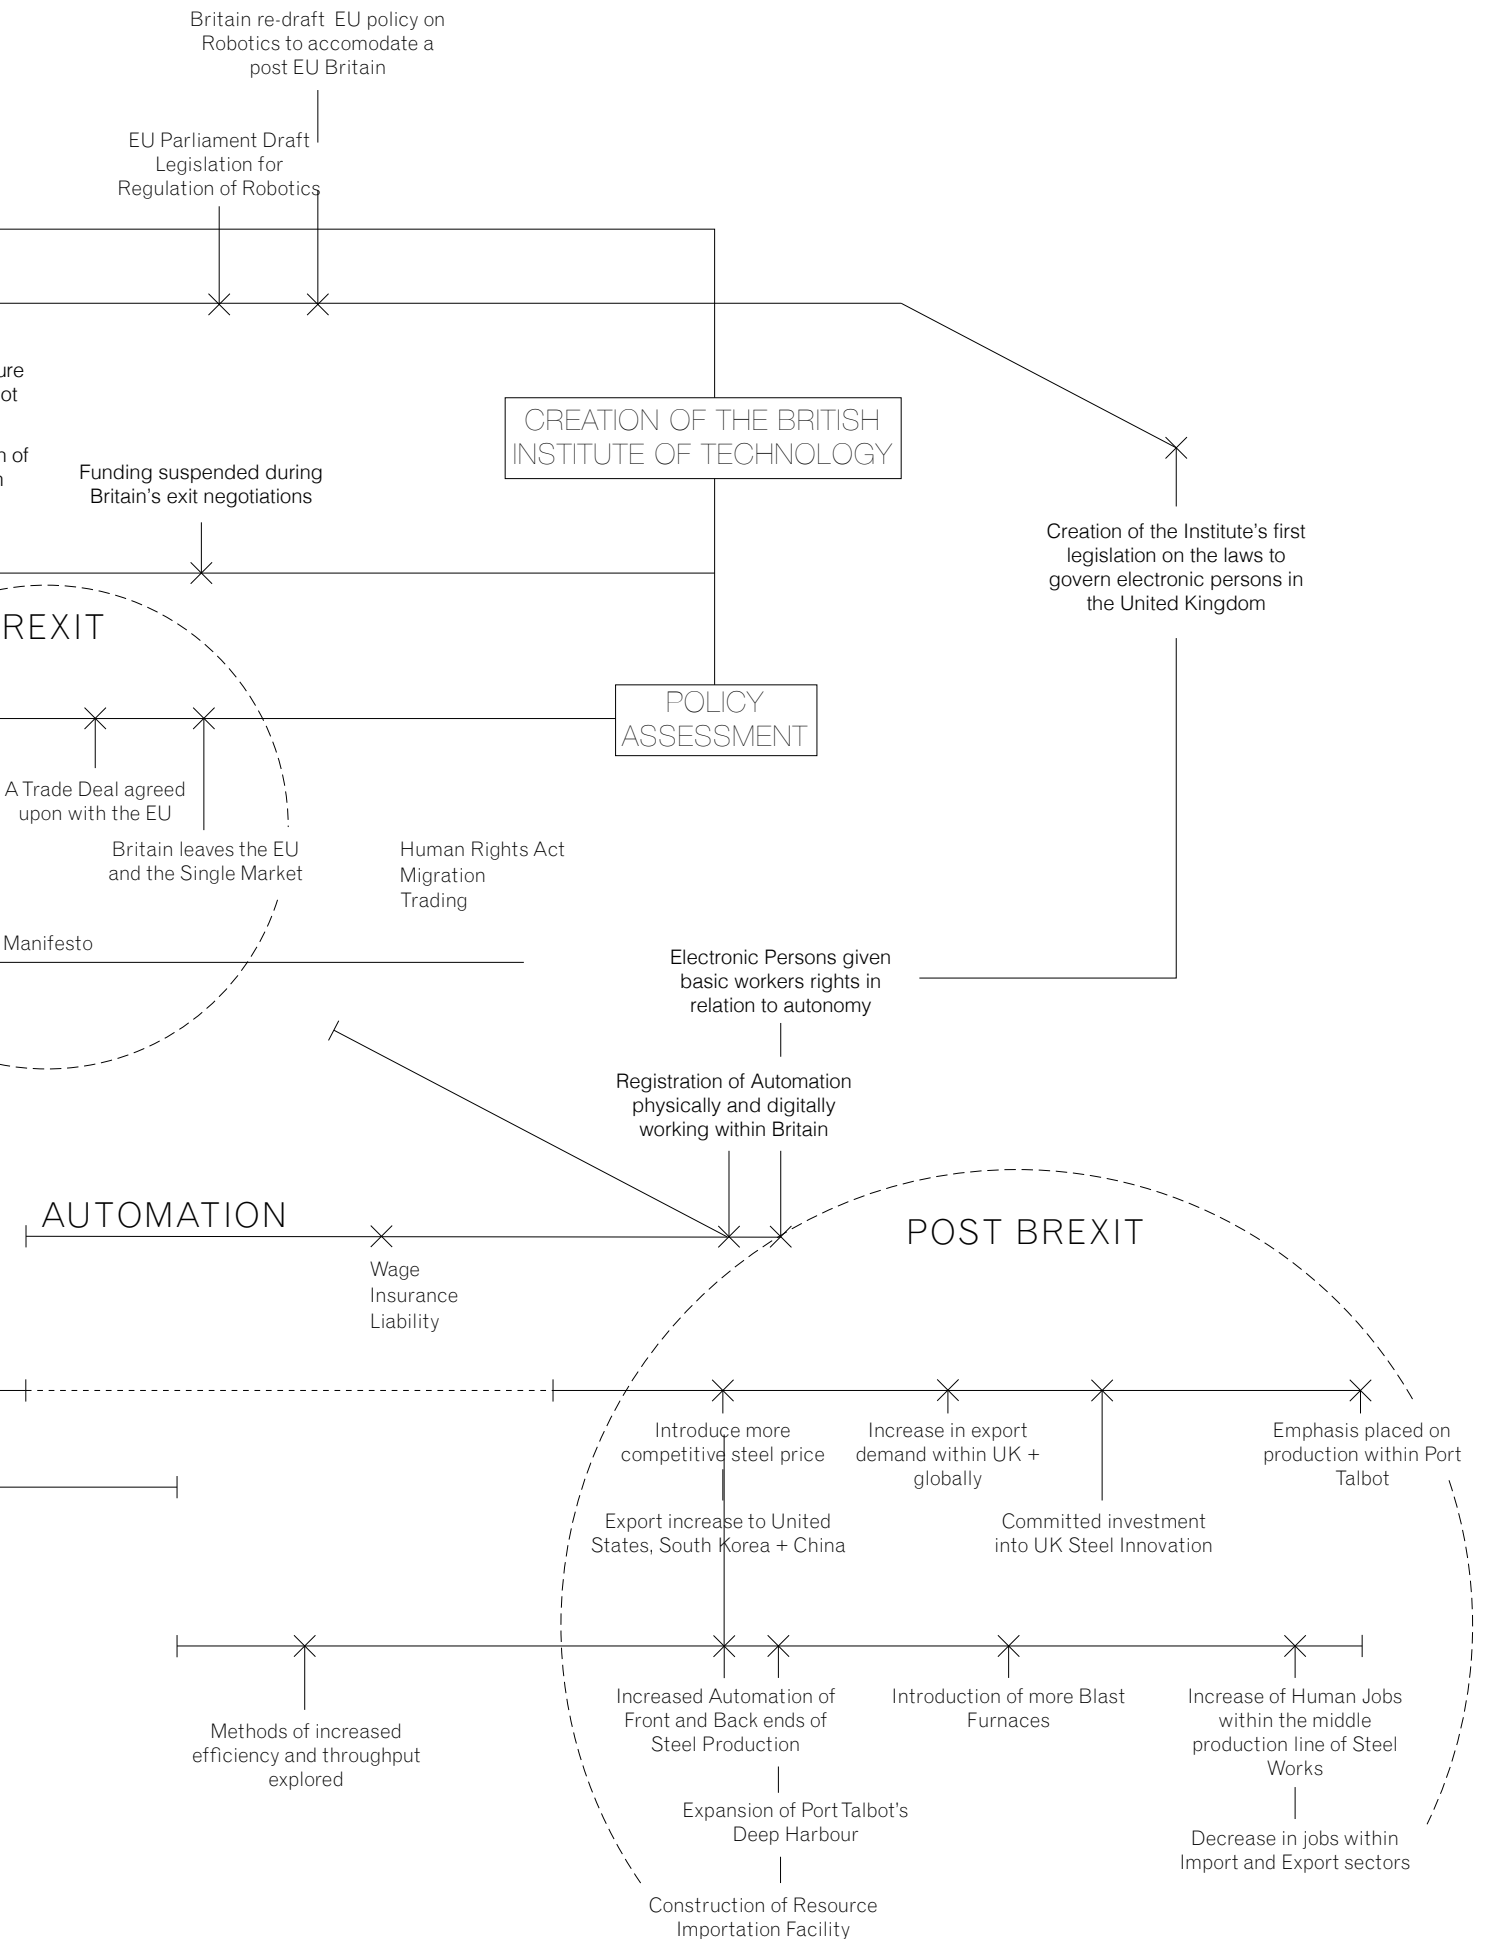 Britain re-draft EU policy on
Robotics to accomodate a
post EU Britain
EU Parliament Draft
Legislation for
Regulation of Robotics
ure
ot
CREATION OF THE BRITISH
INSTITUTE OF TECHNOLOGY
n of
n
Funding suspended during
Britain's exit negotiations
Creation of the Institute's first
legislation on the laws to
govern electronic persons in
the United Kingdom
REXIT
POLICY
ASSESSMENT
A Trade Deal agreed
upon with the EU
Britain leaves the EU
and the Single Market
Human Rights Act
Migration
Trading
Manifesto
Electronic Persons given
basic workers rights in
relation to autonomy
Registration of Automation
physically and digitally
working within Britain
AUTOMATION
POST BREXIT
Wage
Insurance
Liability
Introduce more
competitive steel price
Increase in export
demand within UK +
globally
Emphasis placed on
production within Port
Talbot
Export increase to United
States, South Korea + China
Committed investment
into UK Steel Innovation
Methods of increased
efficiency and throughput
explored
Increased Automation of
Front and Back ends of
Steel Production
Introduction of more Blast
Furnaces
Increase of Human Jobs
within the middle
production line of Steel
Works
Expansion of Port Talbot's
Deep Harbour
Decrease in jobs within
Import and Export sectors
Construction of Resource
Importation Facility